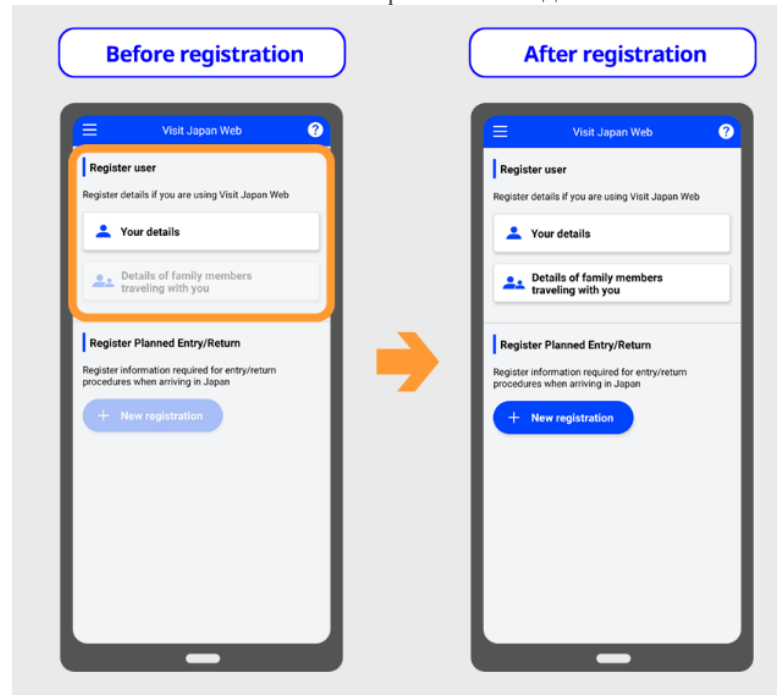 Before registration
Visit Japan Web
?
Register user
Register details if you are using Visit Japan Web
Your details
Details of family members
traveling with you
Register Planned Entry/Return
Register information required for entry/return
procedures when arriving in Japan
+ New registration
After registration
Visit Japan Web
?
Register user
Register details if you are using Visit Japan Web
Your details
Details of family members
traveling with you
Register Planned Entry/Return
Register information required for entry/return
procedures when arriving in Japan
+ New registration